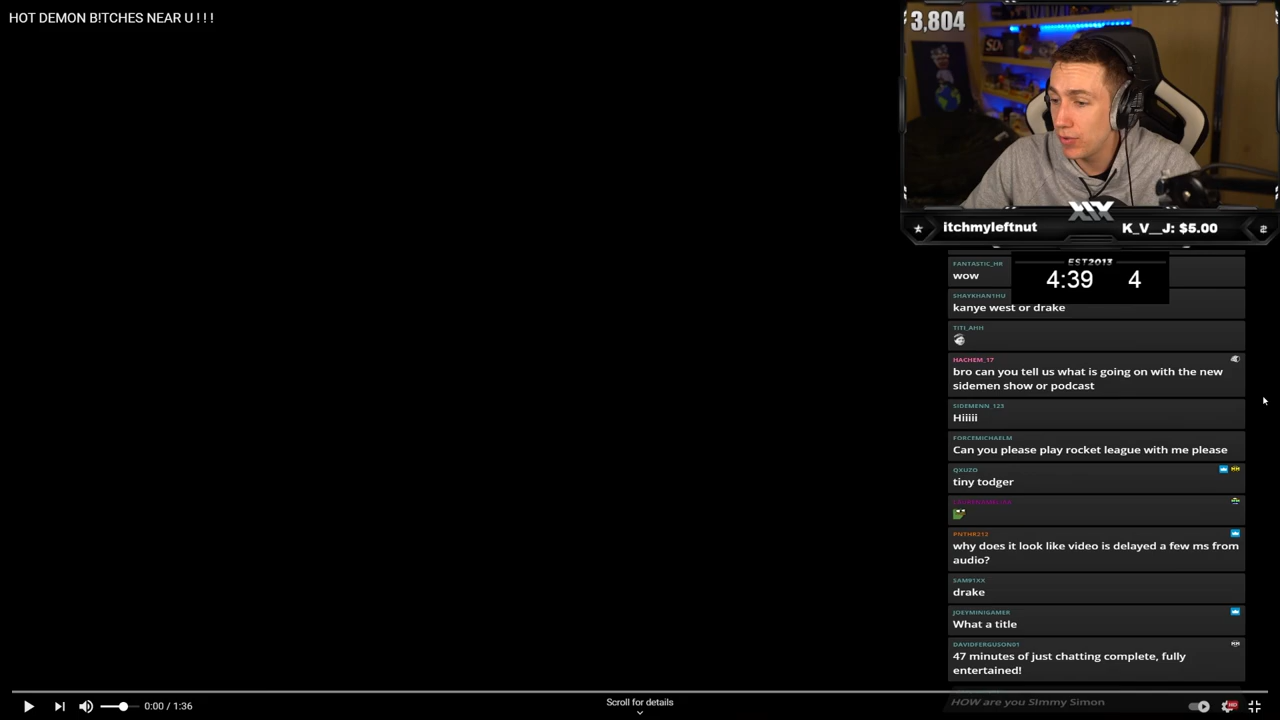 HOT DEMON B!TCHES NEAR U ! ! !
3,804
itchmyleftnut
K_V__J: $5.00
EST2013
4:39 4
FANTASTIC_HR
wow
SHAYKHAN1HU
kanye west or drake
TITI_AHH
HACHEM_17
bro can you tell us what is going on with the new
sidemen show or podcast
SIDEMENN_123
Hiiiii
FORCEMICHAELM
Can you please play rocket league with me please
QXUZO
tiny todger
PNTHR212
why does it look like video is delayed a few ms from
audio?
SAM91XX
drake
JOEYMINIGAMER
What a title
DAVIDFERGUSON01
47 minutes of just chatting complete, fully
entertained!
HOW are you SImmy Simon
0:00 / 1:36
Scroll for details
HD